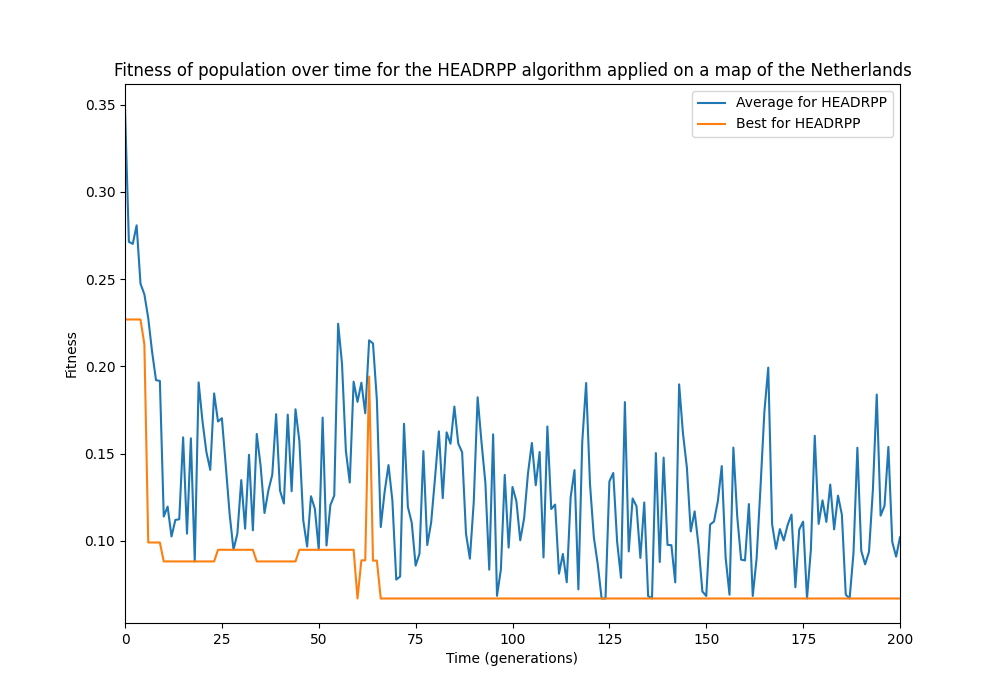 Fitness of population over time for the HEADRPP algorithm applied on a map of the Netherlands
Average for HEADRPP
Best for HEADRPP
0.35
0.30
0.25
0.20
0.15
0.10
Fitness
0 25 50 75 100 125 150 175 200
Time (generations)